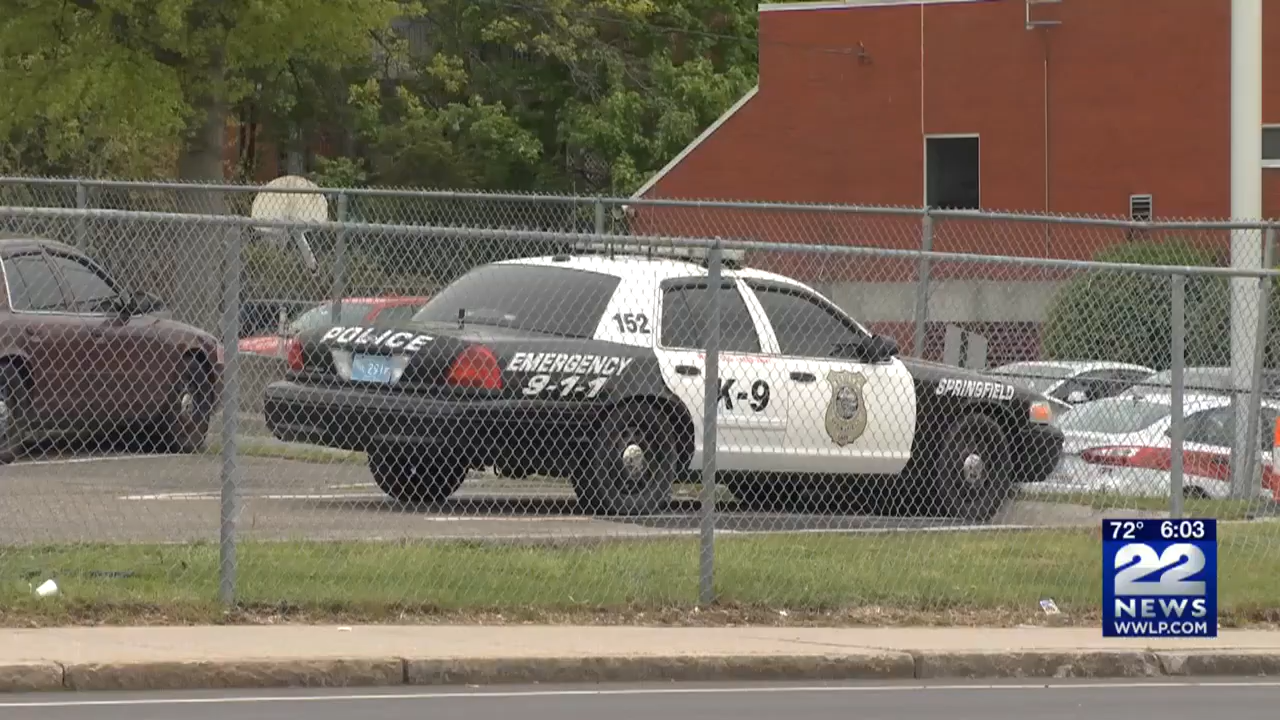 152
POLICE
EMERGENCY
9-1-1
K-9
SPRINGFIELD
72° 6:03
22
NEWS
WWLP.COM